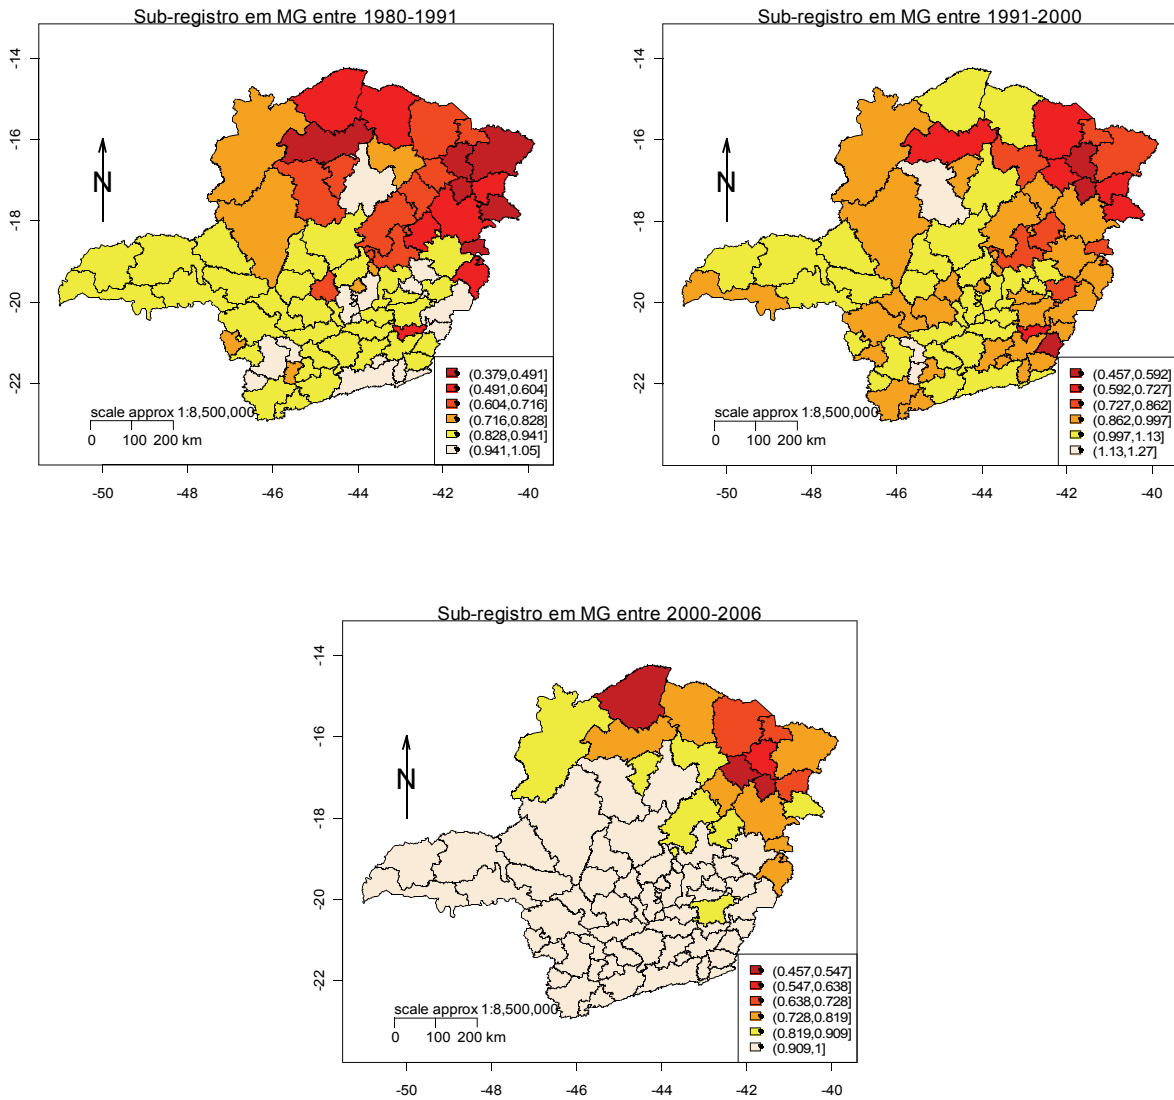 Sub-registro em MG entre 1980-1991
-14
-16
-18
-20
-22
N
scale approx 1:8,500,000
0 100 200 km
(0.379,0.491]
(0.491,0.604]
(0.604,0.716]
(0.716,0.828]
(0.828,0.941]
(0.941,1.05]
-50 -48 -46 -44 -42 -40
Sub-registro em MG entre 1991-2000
-14
-16
-18
-20
-22
N
scale approx 1:8,500,000
0 100 200 km
(0.457,0.592]
(0.592,0.727]
(0.727,0.862]
(0.862,0.997]
(0.997,1.13]
(1.13,1.27]
-50 -48 -46 -44 -42 -40
Sub-registro em MG entre 2000-2006
-14
-16
-18
-20
-22
N
scale approx 1:8,500,000
0 100 200 km
(0.457,0.547]
(0.547,0.638]
(0.638,0.728]
(0.728,0.819]
(0.819,0.909]
(0.909,1]
-50 -48 -46 -44 -42 -40